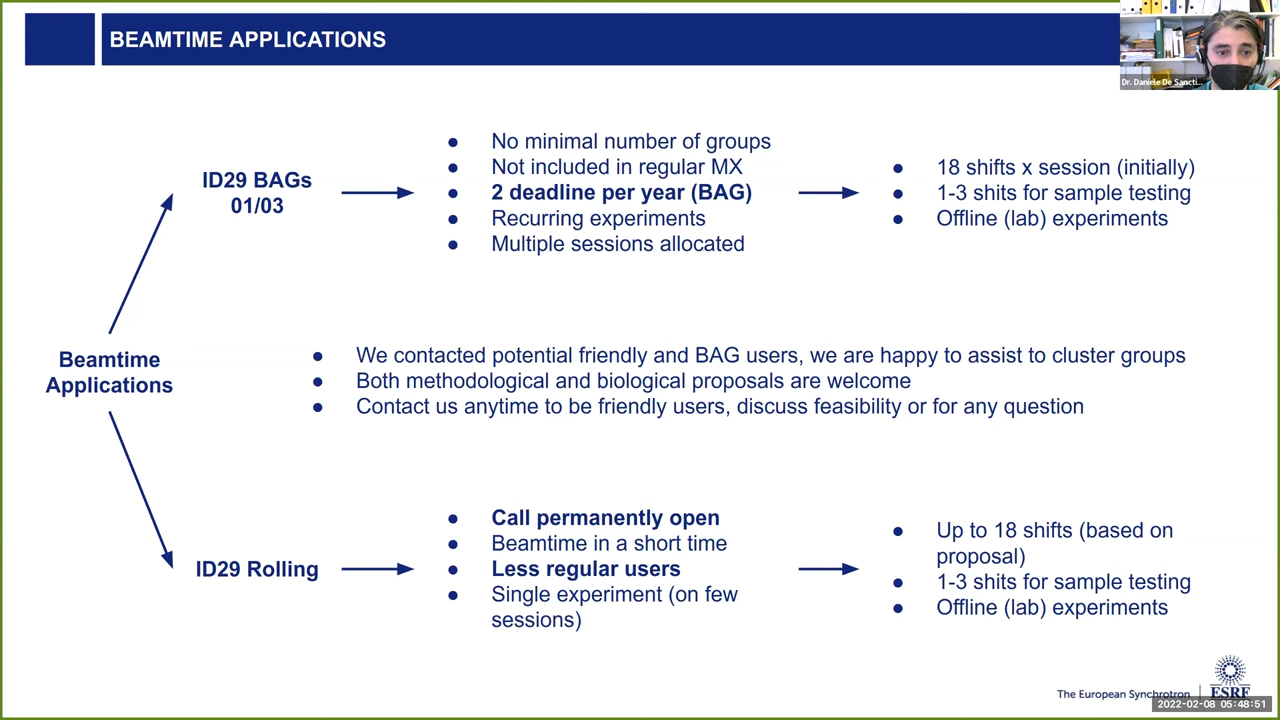 BEAMTIME APPLICATIONS
Dr. Daniele De Sancti...
ID29 BAGs
01/03
● No minimal number of groups
● Not included in regular MX
● 2 deadline per year (BAG)
● Recurring experiments
● Multiple sessions allocated
● 18 shifts x session (initially)
● 1-3 shits for sample testing
● Offline (lab) experiments
Beamtime
Applications
● We contacted potential friendly and BAG users, we are happy to assist to cluster groups
● Both methodological and biological proposals are welcome
● Contact us anytime to be friendly users, discuss feasibility or for any question
ID29 Rolling
● Call permanently open
● Beamtime in a short time
● Less regular users
● Single experiment (on few
sessions)
● Up to 18 shifts (based on
proposal)
● 1-3 shits for sample testing
● Offline (lab) experiments
The European Synchrotron
ESRF
2022-02-08 05:48:51